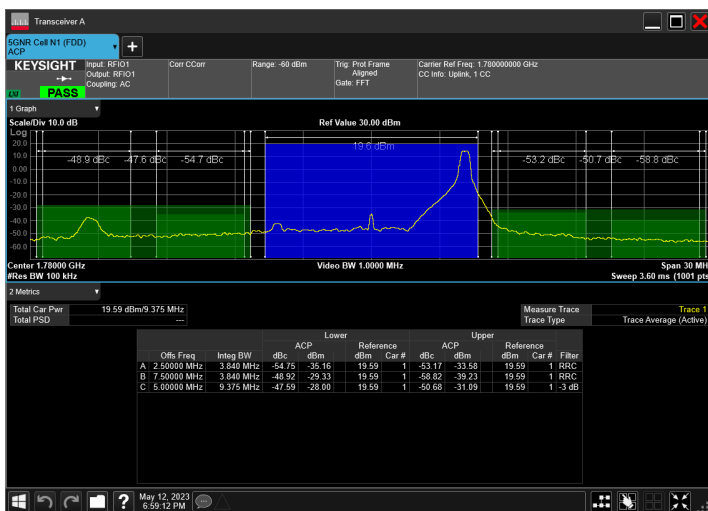 Transceiver A
5GNR Cell N1 (FDD)
ACP
KEYSIGHT
PASS
Input: RFIO1
Output: RFIO1
Coupling: AC
Corr CCorr
Range: -60 dBm
Trig: Prot Frame
Aligned
Gate: FFT
Carrier Ref Freq: 1.780000000 GHz
CC Info: Uplink, 1 CC
1 Graph
Scale/Div 10.0 dB
Ref Value 30.00 dBm
Log
20.0
10.0
0.00
-10.0
-20.0
-30.0
-40.0
-50.0
-60.0
-48.9 dBc -47.6 dBc -54.7 dBc 19.6 dBm -53.2 dBc -50.7 dBc -58.8 dBc
Center 1.78000 GHz
Video BW 1.0000 MHz
Span 30 MH
#Res BW 100 kHz
Sweep 3.60 ms (1001 pts
2 Metrics
Total Car Pwr 19.59 dBm/9.375 MHz
Total PSD ---
Measure Trace Trace 1
Trace Type Trace Average (Active)
Lower Upper
ACP Reference ACP Reference
Offs Freq Integ BW dBc dBm dBm Car # dBc dBm dBm Car # Filter
A 2.50000 MHz 3.840 MHz -54.75 -35.16 19.59 1 -53.17 -33.58 19.59 1 RRC
B 7.50000 MHz 3.840 MHz -48.92 -29.33 19.59 1 -58.82 -39.23 19.59 1 RRC
C 5.00000 MHz 9.375 MHz -47.59 -28.00 19.59 1 -50.68 -31.09 19.59 1 -3 dB
May 12, 2023
6:59:12 PM